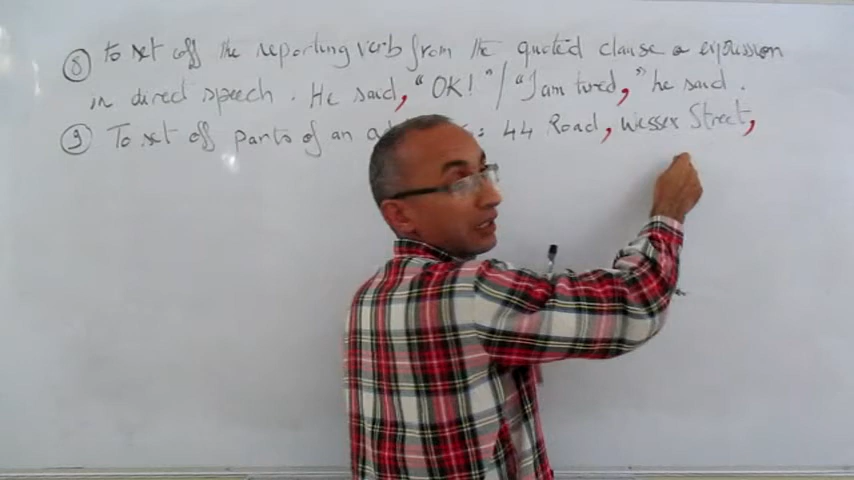 ⑧ To set off the reporting verb from the quoted clause or expression
in direct speech. He said, "OK!" / "I am tired," he said.
⑨ To set off parts of an : 44 Road, Wessex Street,